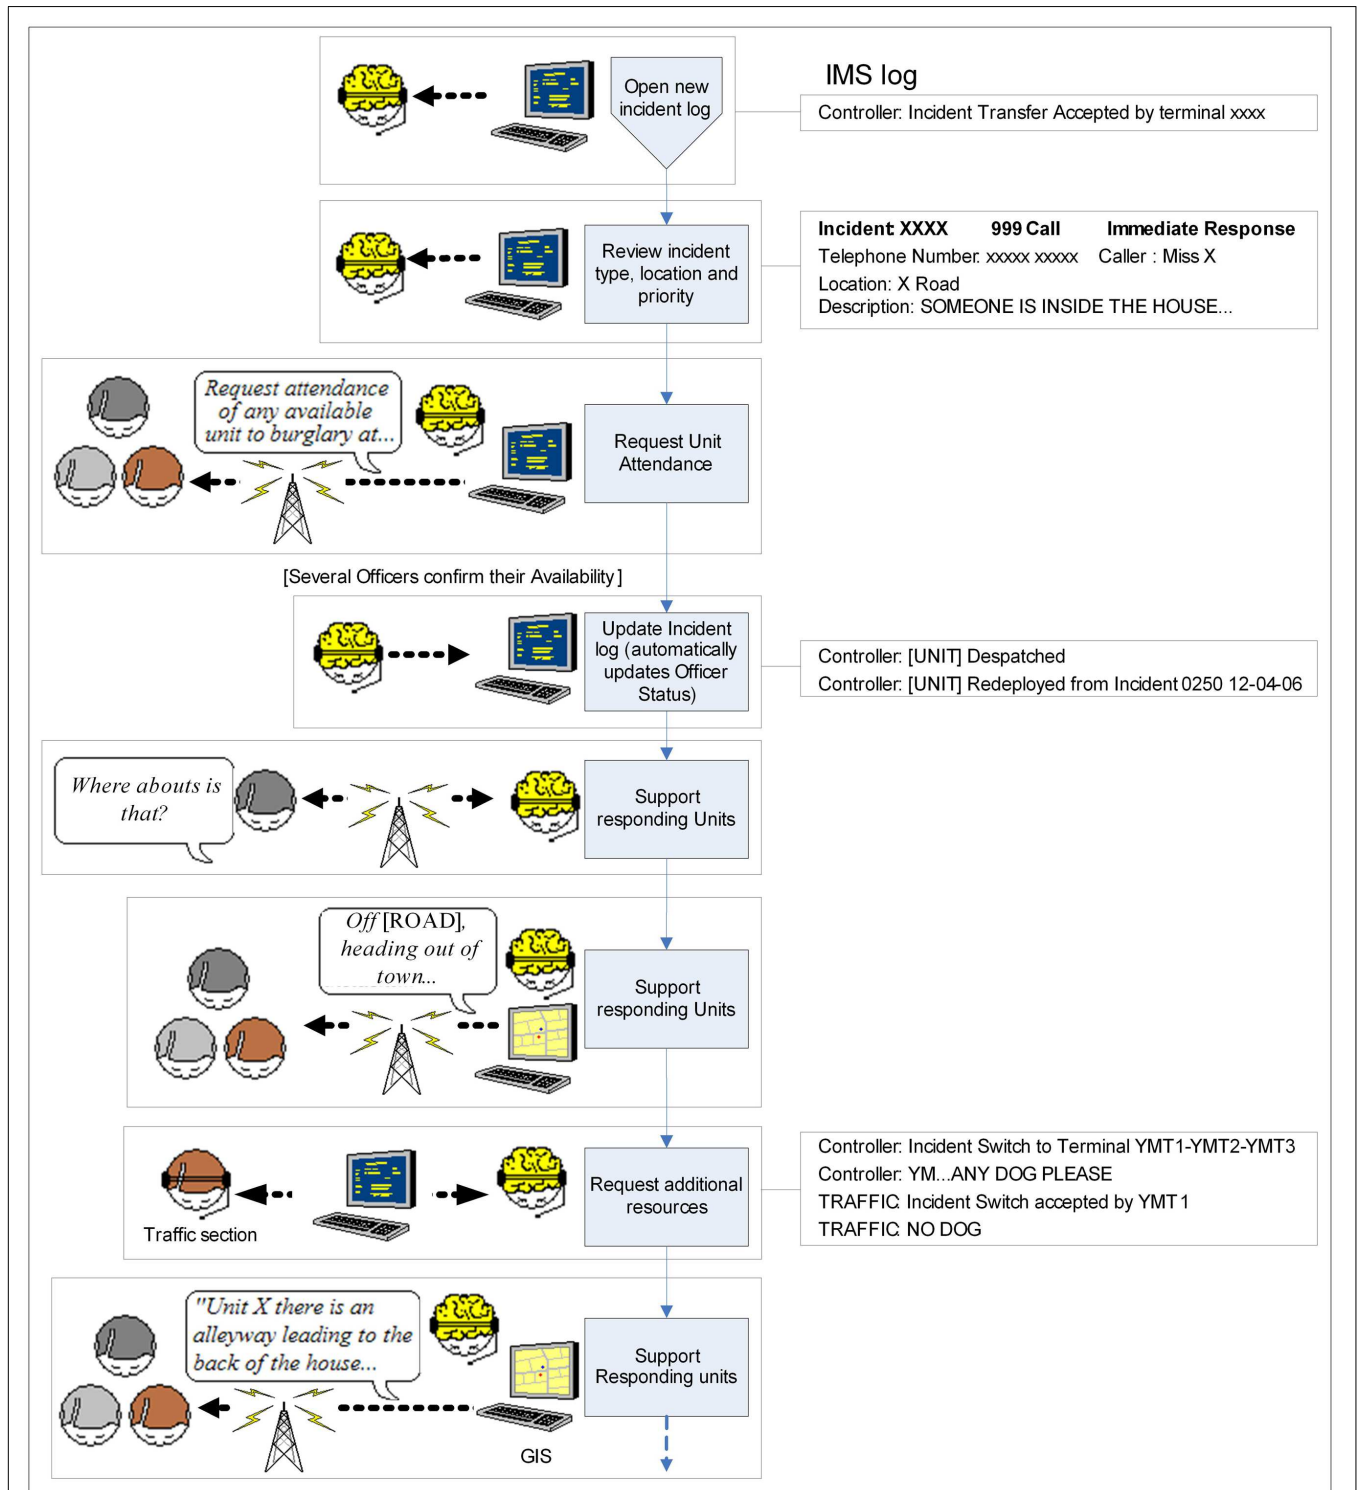 IMS log
Open new
incident log
Controller: Incident Transfer Accepted by terminal xxxx
Review incident
type, location and
priority
Incident: XXXX 999 Call Immediate Response
Telephone Number: xxxxx xxxxx Caller : Miss X
Location: X Road
Description: SOMEONE IS INSIDE THE HOUSE...
Request attendance
of any available
unit to burglary at...
Request Unit
Attendance
[Several Officers confirm their Availability]
Update Incident
log (automatically
updates Officer
Status)
Controller: [UNIT] Despatched
Controller: [UNIT] Redeployed from Incident 0250 12-04-06
Where abouts is
that?
Support
responding Units
Off [ROAD],
heading out of
town...
Support
responding Units
Traffic section
Request additional
resources
Controller: Incident Switch to Terminal YMT1-YMT2-YMT3
Controller: YM...ANY DOG PLEASE
TRAFFIC: Incident Switch accepted by YMT1
TRAFFIC: NO DOG
"Unit X there is an
alleyway leading to the
back of the house...
Support
Responding units
GIS